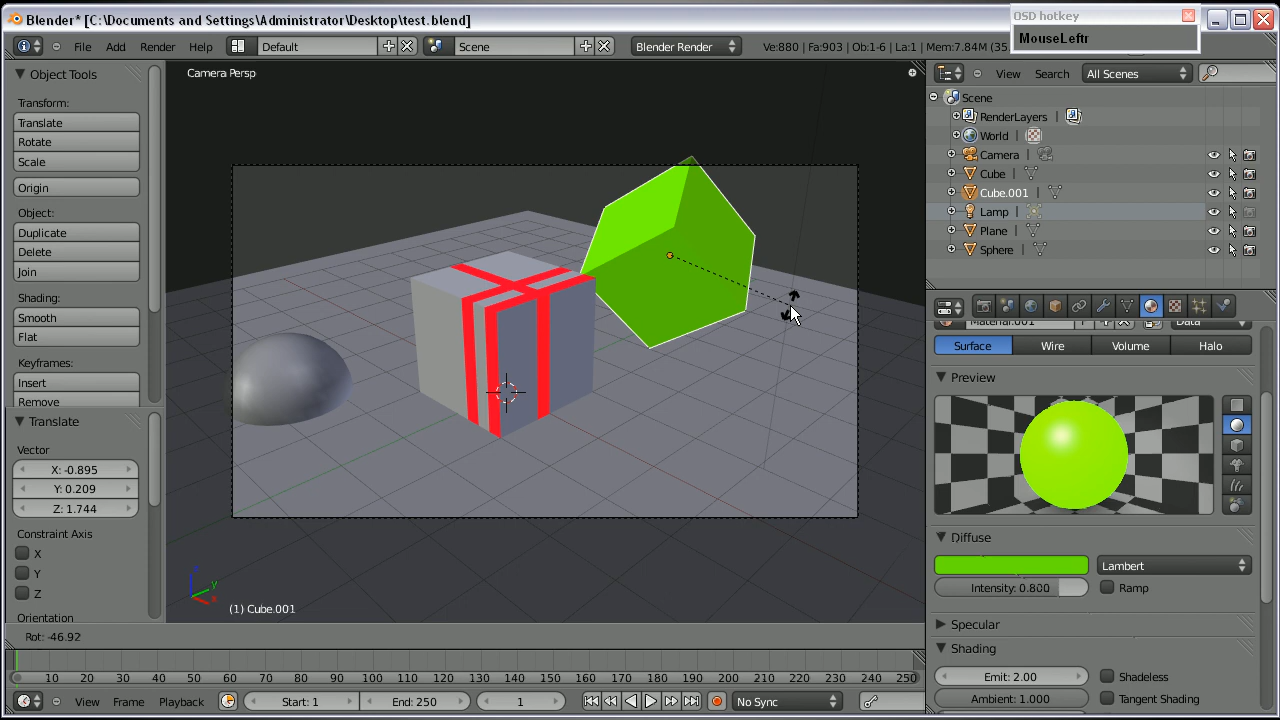 Blender* [C:\Documents and Settings\Administrator\Desktop\test.blend]
OSD hotkey
MouseLeftr
File Add Render Help Default Scene Blender Render Ve:880 | Fa:903 | Ob:1-6 | La:1 | Mem:7.84M (35
Object Tools
Transform:
Translate
Rotate
Scale
Origin
Object:
Duplicate
Delete
Join
Shading:
Smooth
Flat
Keyframes:
Insert
Remove
Translate
Vector
X: -0.895
Y: 0.209
Z: 1.744
Constraint Axis
X
Y
Z
Orientation
Camera Persp
z
y
x
(1) Cube.001
Rot: -46.92
0 10 20 30 40 50 60 70 80 90 100 110 120 130 140 150 160 170 180 190 200 210 220 230 240 250
View Frame Playback Start: 1 End: 250 1 No Sync
View Search All Scenes
Scene
RenderLayers |
World |
Camera |
Cube |
Cube.001 |
Lamp |
Plane |
Sphere |
Material.001 F Data
Surface Wire Volume Halo
Preview
Diffuse
Lambert
Intensity: 0.800 Ramp
Specular
Shading
Emit: 2.00 Shadeless
Ambient: 1.000 Tangent Shading